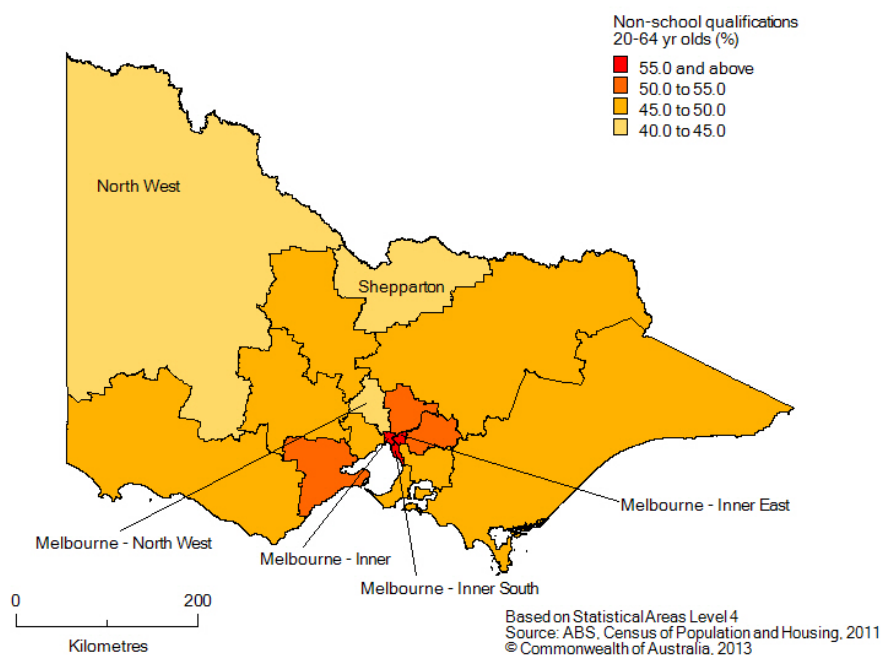 Non-school qualifications
20-64 yr olds (%)
55.0 and above
50.0 to 55.0
45.0 to 50.0
40.0 to 45.0
North West
Shepparton
Melbourne - Inner East
Melbourne - North West
Melbourne - Inner
Melbourne - Inner South
0 200
Kilometres
Based on Statistical Areas Level 4
Source: ABS, Census of Population and Housing, 2011
© Commonwealth of Australia, 2013